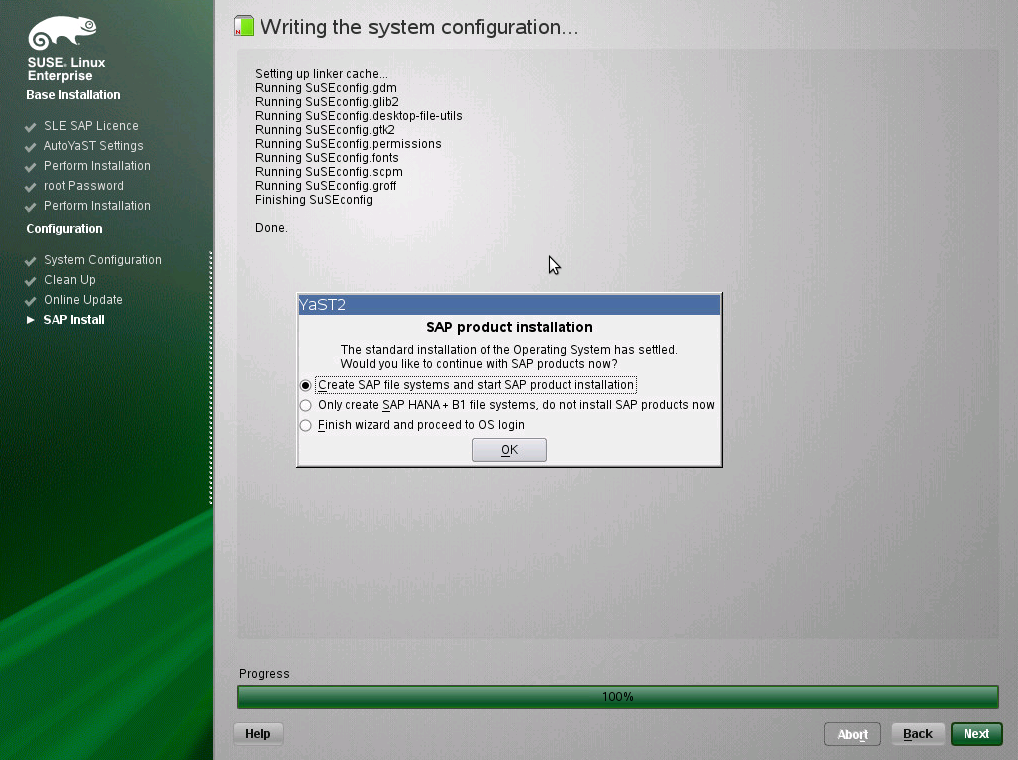 SUSE. Linux
Enterprise
Base Installation
SLE SAP Licence
AutoYaST Settings
Perform Installation
root Password
Perform Installation
Configuration
System Configuration
Clean Up
Online Update
SAP Install
Writing the system configuration...
Setting up linker cache...
Running SuSEconfig.gdm
Running SuSEconfig.glib2
Running SuSEconfig.desktop-file-utils
Running SuSEconfig.gtk2
Running SuSEconfig.permissions
Running SuSEconfig.fonts
Running SuSEconfig.scpm
Running SuSEconfig.groff
Finishing SuSEconfig
Done.
YaST2
SAP product installation
The standard installation of the Operating System has settled.
Would you like to continue with SAP products now?
Create SAP file systems and start SAP product installation
Only create SAP HANA + B1 file systems, do not install SAP products now
Finish wizard and proceed to OS login
OK
Progress
100%
Help
Abort
Back
Next